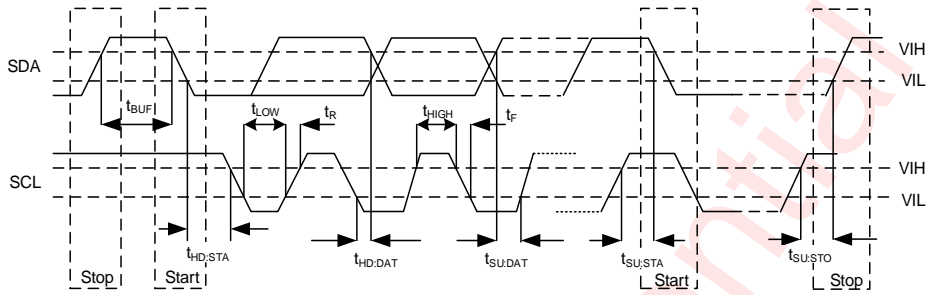 SDA
VIH
VIL
tBUF
tLOW
tR
tHIGH
tF
SCL
VIH
VIL
tHD:STA
tHD:DAT
tSU:DAT
tSU:STA
tSU:STO
Stop
Start
Start
Stop